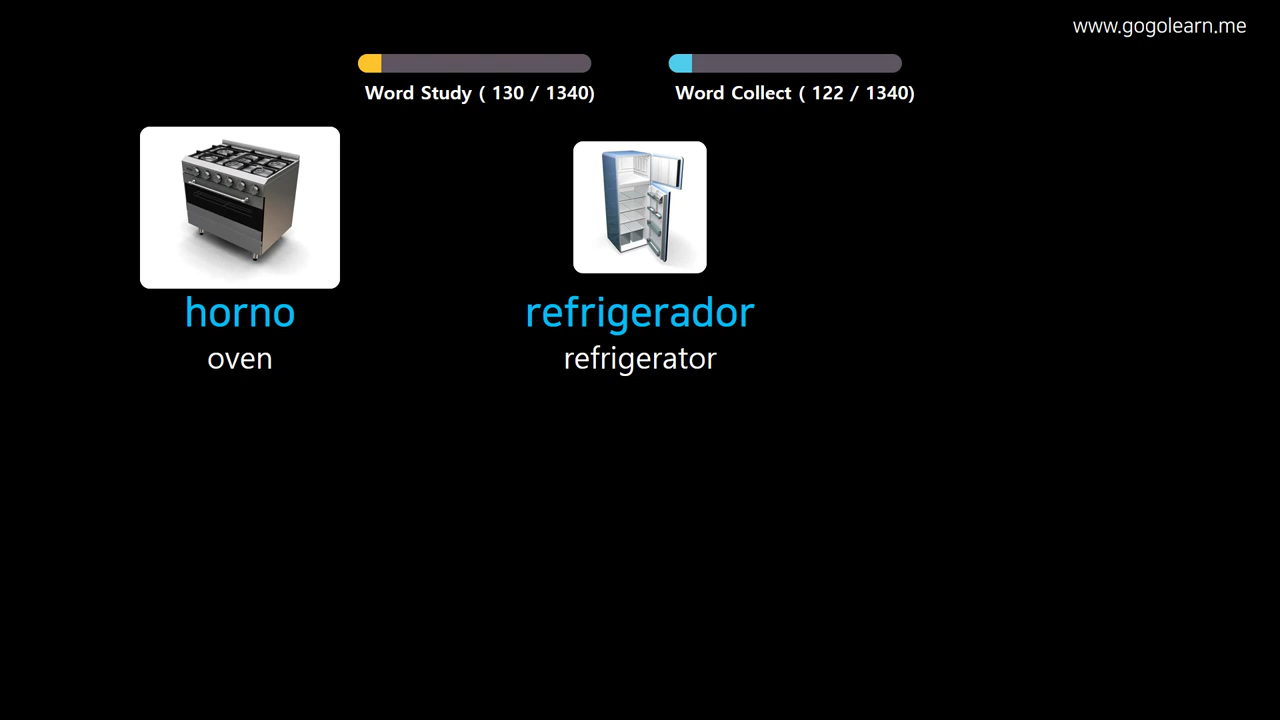 www.gogolearn.me
Word Study ( 130 / 1340)
Word Collect ( 122 / 1340)
horno
refrigerador
oven
refrigerator